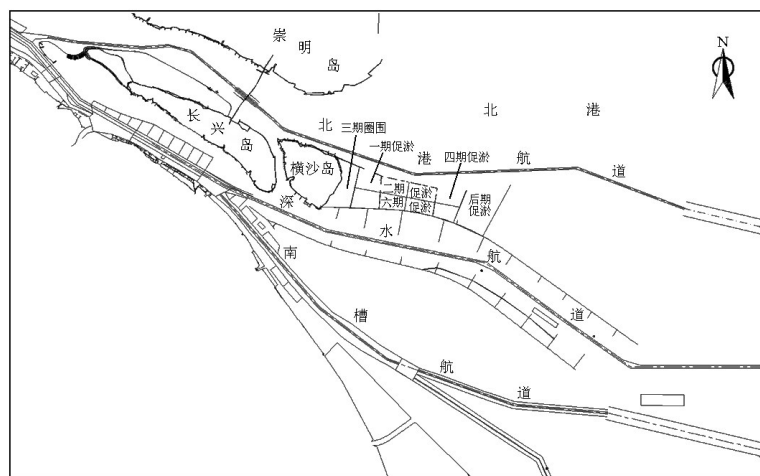 崇明岛
N
北港
长兴岛
北港航道
三期圈围
一期促淤
四期促淤
横沙岛
二期促淤
六期促淤
后期
促淤
深水航道
南槽航道